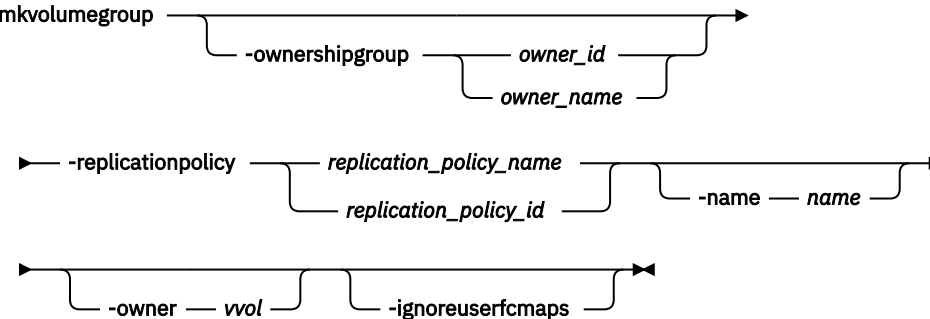 mkvolumegroup
-ownershipgroup owner_id
owner_name
-replicationpolicy replication_policy_name
-name name
replication_policy_id
-owner vvol -ignoreuserfcmaps